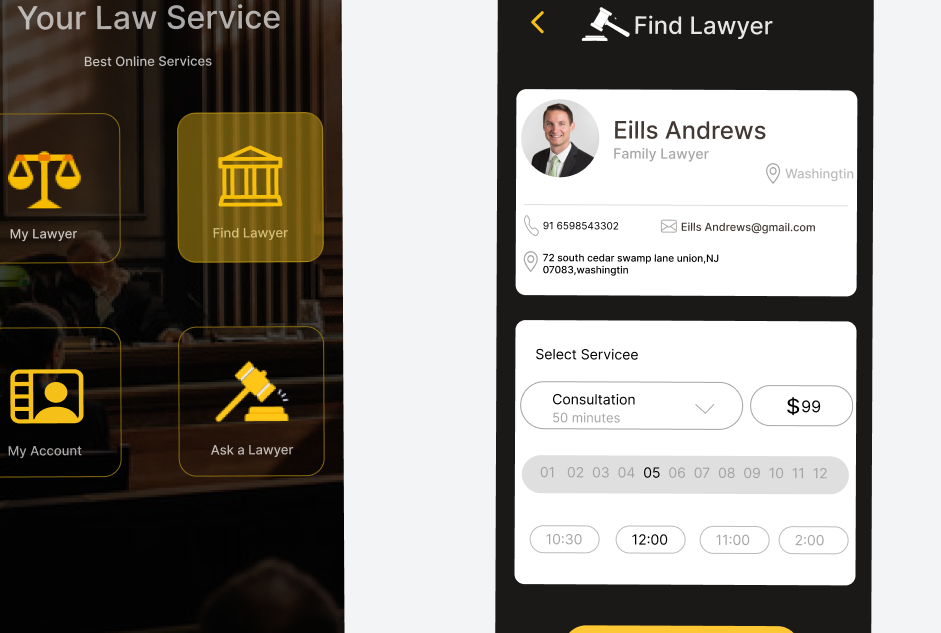 Your Law Service
Best Online Services
My Lawyer
Find Lawyer
My Account
Ask a Lawyer
Find Lawyer
Eills Andrews
Family Lawyer
Washingtin
91 6598543302
Eills Andrews@gmail.com
72 south cedar swamp lane union,NJ
07083,washingtin
Select Servicee
Consultation
50 minutes
$99
01 02 03 04 05 06 07 08 09 10 11 12
10:30 12:00 11:00 2:00